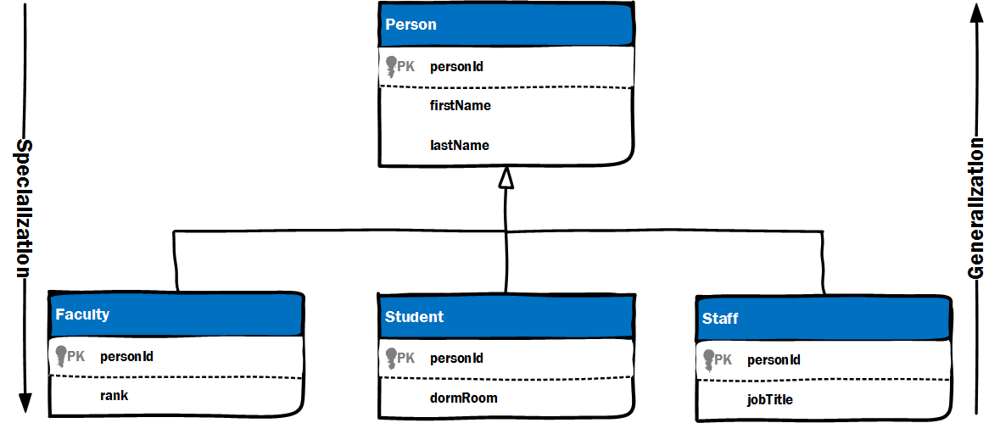 Person
PK personId
firstName
lastName
Specialization
Generalization
Faculty
PK personId
rank
Student
PK personId
dormRoom
Staff
PK personId
jobTitle